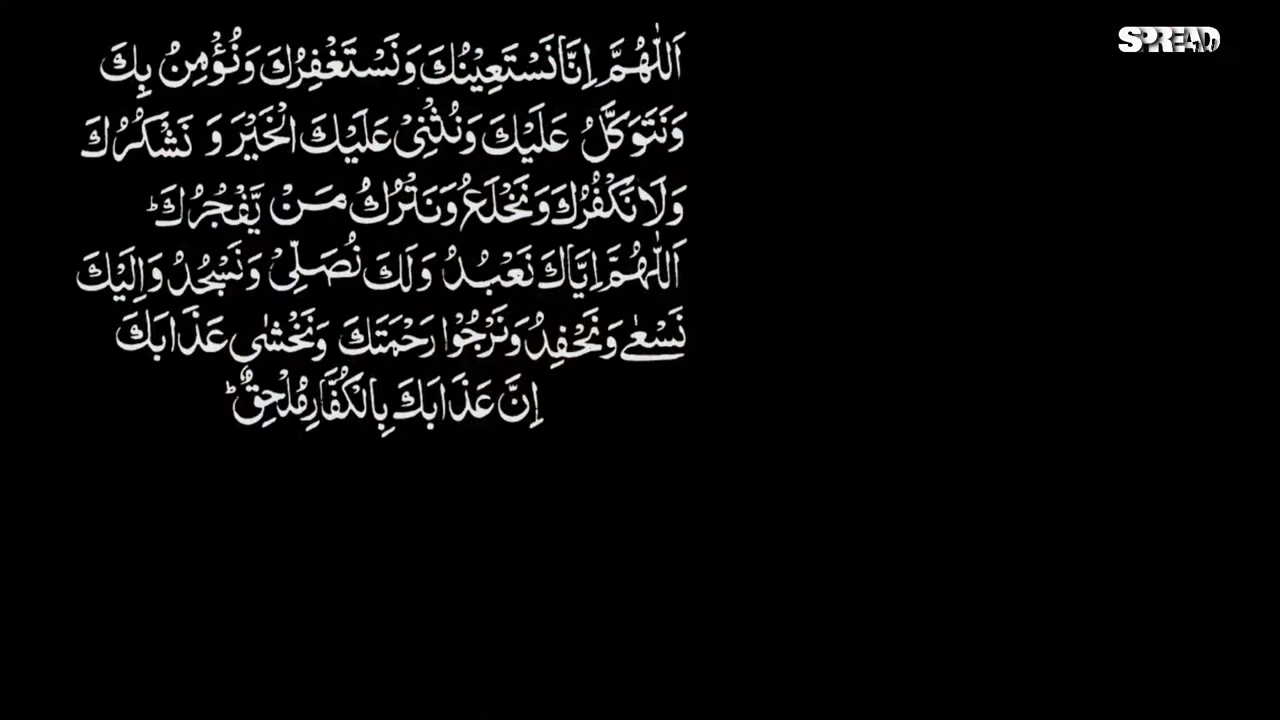 SPREAD
اَللّٰهُمَّ اِنَّا نَسْتَعِيْنُكَ وَنَسْتَغْفِرُكَ وَنُؤْمِنُ بِكَ
وَنَتَوَكَّلُ عَلَيْكَ وَنُثْنِيْ عَلَيْكَ الْخَيْرَ وَ نَشْكُرُكَ
وَلَا نَكْفُرُكَ وَنَخْلَعُ وَنَتْرُكُ مَنْ يَّفْجُرُكَ ؕ
اَللّٰهُمَّ اِيَّاكَ نَعْبُدُ وَلَكَ نُصَلِّيْ وَنَسْجُدُ وَاِلَيْكَ
نَسْعٰى وَنَحْفِدُ وَنَرْجُوْا رَحْمَتَكَ وَنَخْشٰى عَذَابَكَ
اِنَّ عَذَابَكَ بِالْكُفَّارِ مُلْحِقٌ ؕ